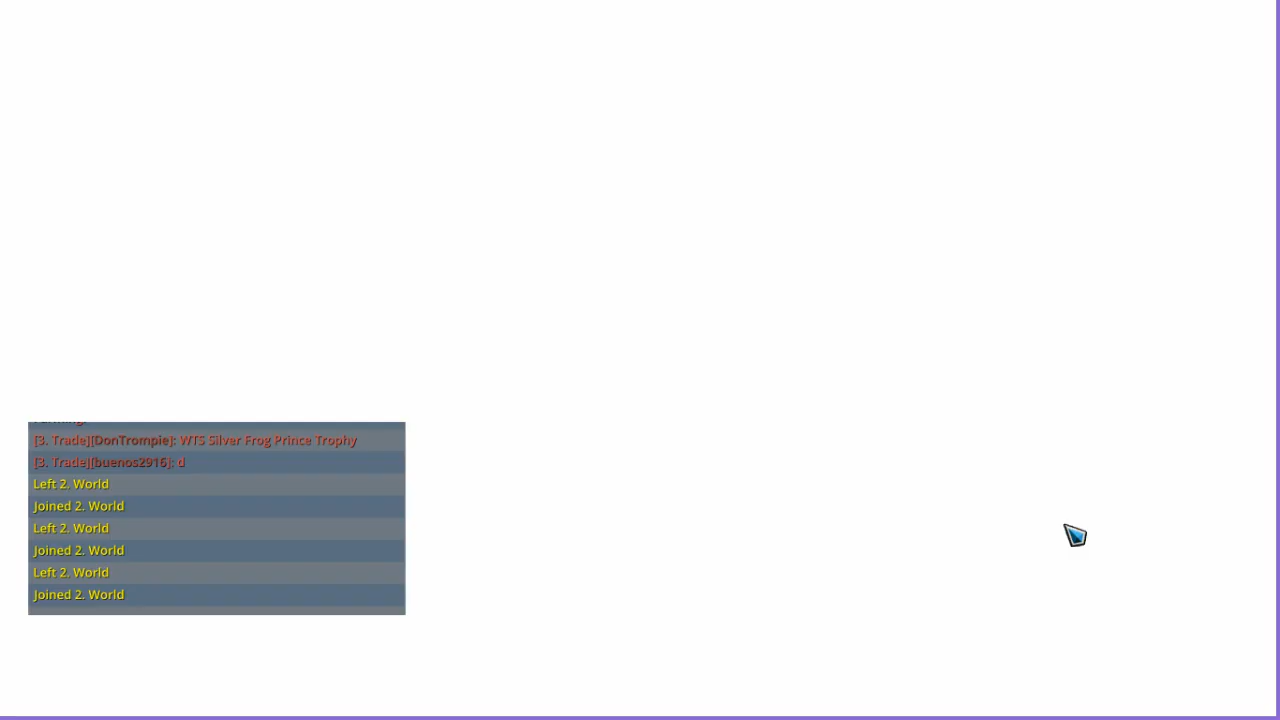 [3. Trade][DonTrompie]: WTS Silver Frog Prince Trophy
[3. Trade][buenos2916]: d
Left 2. World
Joined 2. World
Left 2. World
Joined 2. World
Left 2. World
Joined 2. World